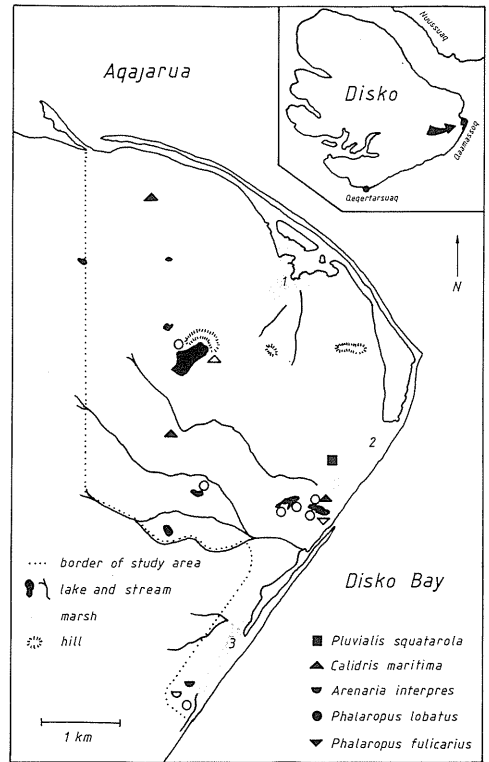 Aqajarua
Nuussuaq
Disko
Qaamassoq
Qeqertarsuaq
N
1
2
3
Disko Bay
border of study area
lake and stream
marsh
hill
1 km
Pluvialis squatarola
Calidris maritima
Arenaria interpres
Phalaropus lobatus
Phalaropus fulicarius